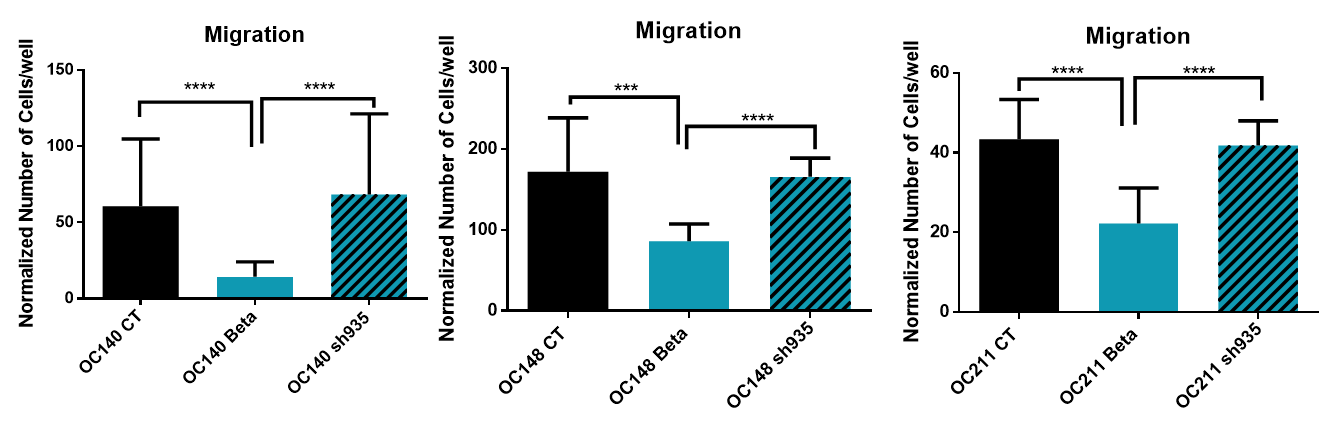 Migration
Normalized Number of Cells/well
150
100
50
0
****
****
OC140 CT
OC140 Beta
OC140 sh935
Migration
Normalized Number of Cells/well
300
200
100
0
***
****
OC148 CT
OC148 Beta
OC148 sh935
Migration
Normalized Number of Cells/well
60
40
20
0
****
****
OC211 CT
OC211 Beta
OC211 sh935